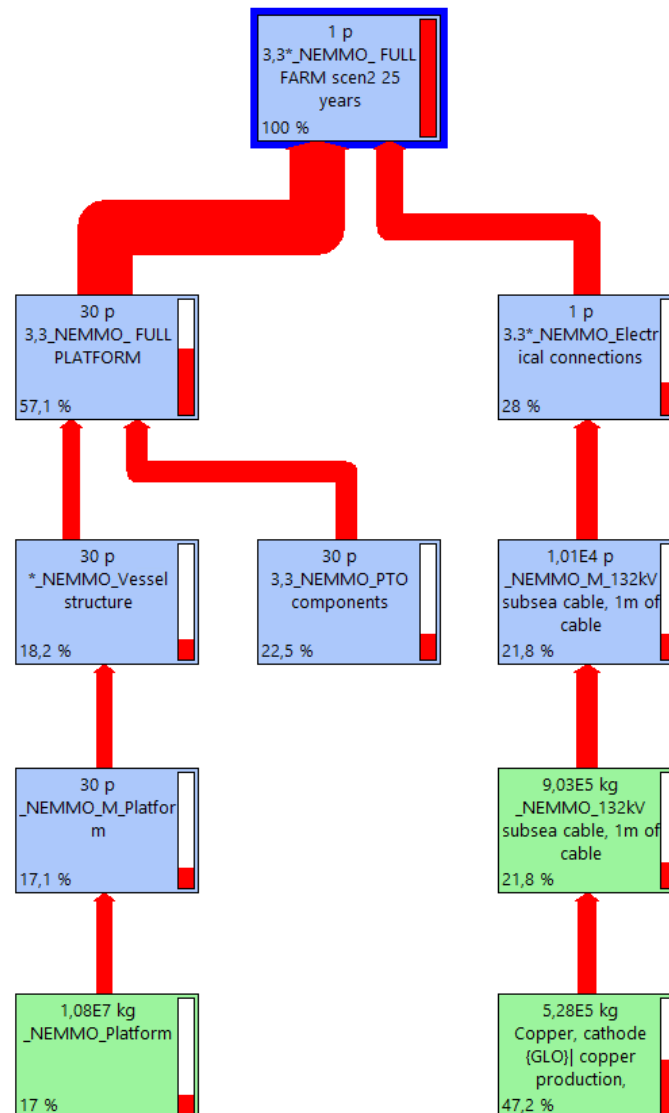 1 p
3,3*_NEMMO_ FULL
FARM scen2 25
years
100 %
30 p
3,3_NEMMO_ FULL
PLATFORM
57,1 %
1 p
3.3*_NEMMO_Electr
ical connections
28 %
30 p
*_NEMMO_Vessel
structure
18,2 %
30 p
3,3_NEMMO_PTO
components
22,5 %
1,01E4 p
_NEMMO_M_132kV
subsea cable, 1m of
cable
21,8 %
30 p
_NEMMO_M_Platfor
m
17,1 %
9,03E5 kg
_NEMMO_132kV
subsea cable, 1m of
cable
21,8 %
1,08E7 kg
_NEMMO_Platform
17 %
5,28E5 kg
Copper, cathode
{GLO}| copper
production,
47,2 %